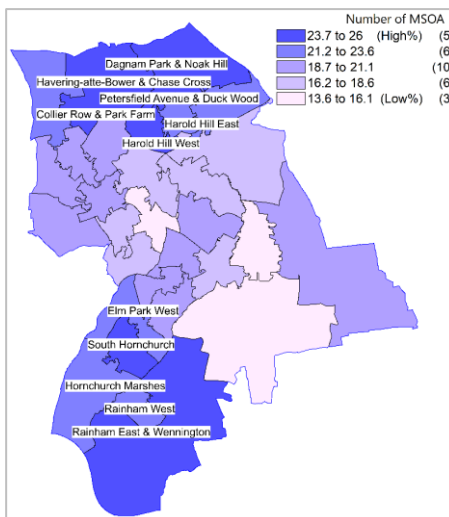 Number of MSOA
23.7 to 26 (High%) (5
21.2 to 23.6 (6
18.7 to 21.1 (10
16.2 to 18.6 (6
13.6 to 16.1 (Low%) (3
Dagnam Park & Noak Hill
Havering-atte-Bower & Chase Cross
Petersfield Avenue & Duck Wood
Collier Row & Park Farm
Harold Hill East
Harold Hill West
Elm Park West
South Hornchurch
Hornchurch Marshes
Rainham West
Rainham East & Wennington